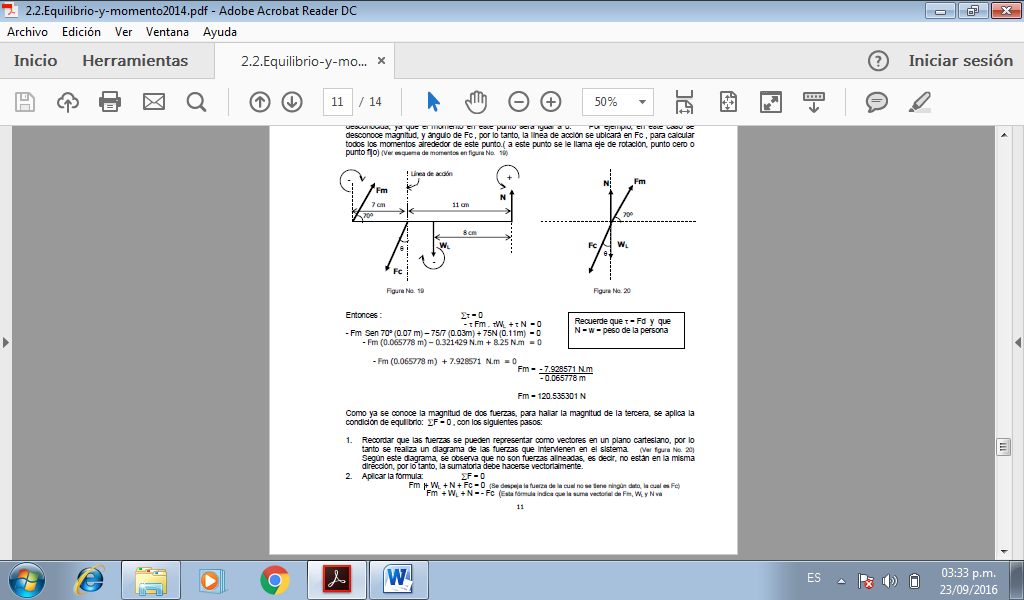 2.2.Equilibrio-y-momento2014.pdf - Adobe Acrobat Reader DC
Archivo Edición Ver Ventana Ayuda
Inicio Herramientas 2.2.Equilibrio-y-mo... × ? Iniciar sesión
11 / 14 50%
desconocida, ya que el momento en este punto será igual a 0. Por ejemplo, en este caso se
desconoce magnitud, y ángulo de Fc , por lo tanto, la línea de acción se ubicará en Fc , para calcular
todos los momentos alrededor de este punto.( a este punto se le llama eje de rotación, punto cero o
punto fijo) (Ver esquema de momentos en figura No. 19)
Línea de acción
-
Fm
+
N
7 cm
11 cm
70º
8 cm
θ
WL
-
Fc
Figura No. 19
N
Fm
70º
Fc
WL
θ
Figura No. 20
Entonces : ∑τ = 0
- τ Fm . τWL + τ N = 0
- Fm Sen 70º (0.07 m) – 75/7 (0.03m) + 75N (0.11m) = 0
- Fm (0.065778 m) – 0.321429 N.m + 8.25 N.m = 0
Recuerde que τ = Fd y que
N = w = peso de la persona
- Fm (0.065778 m) + 7.928571 N.m = 0
Fm = - 7.928571 N.m
- 0.065778 m
Fm = 120.535301 N
Como ya se conoce la magnitud de dos fuerzas, para hallar la magnitud de la tercera, se aplica la
condición de equilibrio: ∑F = 0 , con los siguientes pasos:
1. Recordar que las fuerzas se pueden representar como vectores en un plano cartesiano, por lo
tanto se realiza un diagrama de las fuerzas que intervienen en el sistema. (Ver figura No. 20)
Según este diagrama, se observa que no son fuerzas alineadas, es decir, no están en la misma
dirección, por lo tanto, la sumatoria debe hacerse vectorialmente.
2. Aplicar la fórmula: ∑F = 0
Fm + WL + N + Fc = 0 (Se despeja la fuerza de la cual no se tiene ningún dato, la cual es Fc)
Fm + WL + N = - Fc (Esta fórmula indica que la suma vectorial de Fm, WL y N va
11
ES
03:33 p.m.
23/09/2016